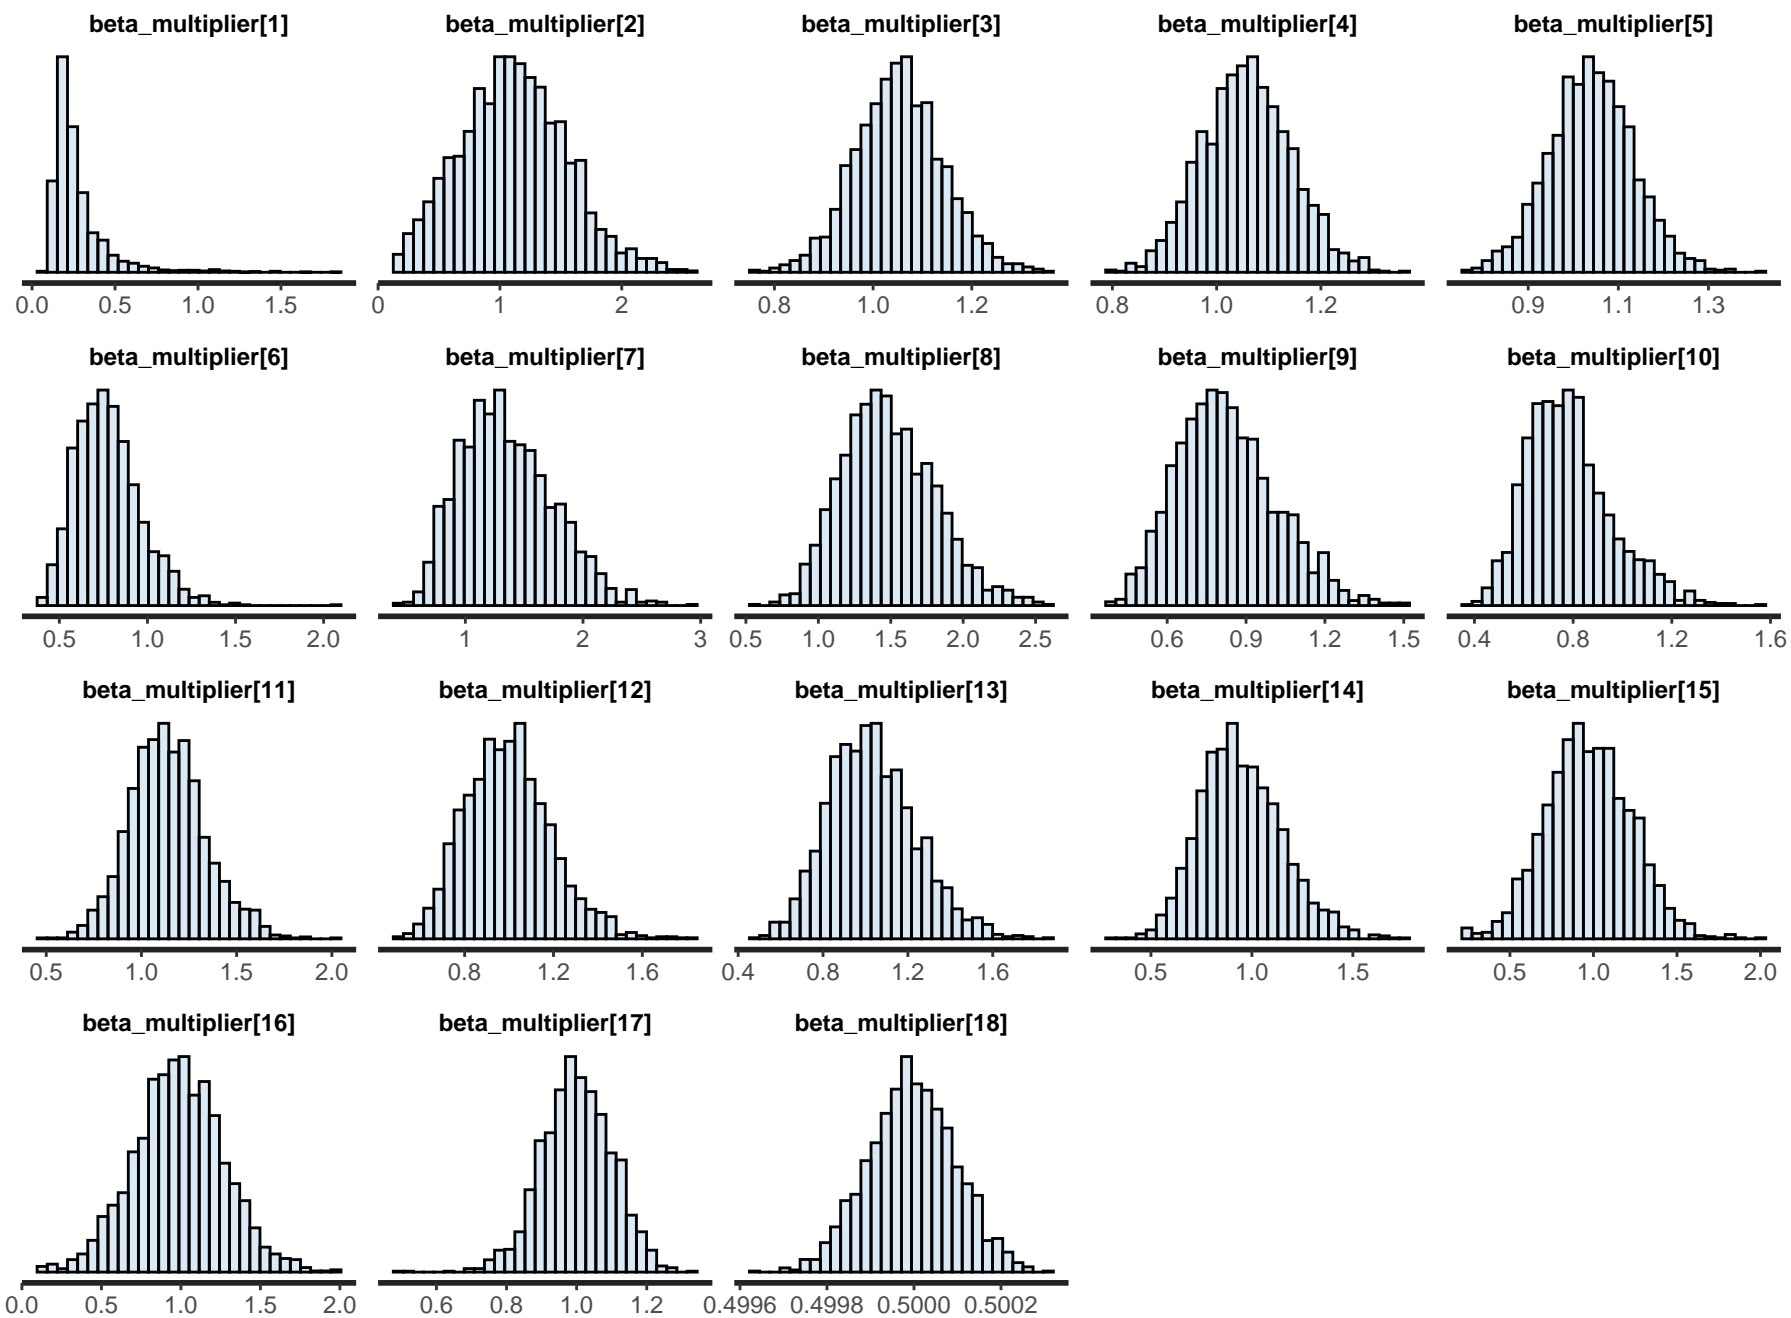 beta_multiplier[1] beta_multiplier[2] beta_multiplier[3] beta_multiplier[4] beta_multiplier[5]
0.0 0.5 1.0 1.5 0 1 2 0.8 1.0 1.2 0.8 1.0 1.2 0.9 1.1 1.3
beta_multiplier[6] beta_multiplier[7] beta_multiplier[8] beta_multiplier[9] beta_multiplier[10]
0.5 1.0 1.5 2.0 1 2 3 0.5 1.0 1.5 2.0 2.5 0.6 0.9 1.2 1.5 0.4 0.8 1.2 1.6
beta_multiplier[11] beta_multiplier[12] beta_multiplier[13] beta_multiplier[14] beta_multiplier[15]
0.5 1.0 1.5 2.0 0.8 1.2 1.6 0.4 0.8 1.2 1.6 0.5 1.0 1.5 0.5 1.0 1.5 2.0
beta_multiplier[16] beta_multiplier[17] beta_multiplier[18]
0.0 0.5 1.0 1.5 2.0 0.6 0.8 1.0 1.2 0.4996 0.4998 0.5000 0.5002